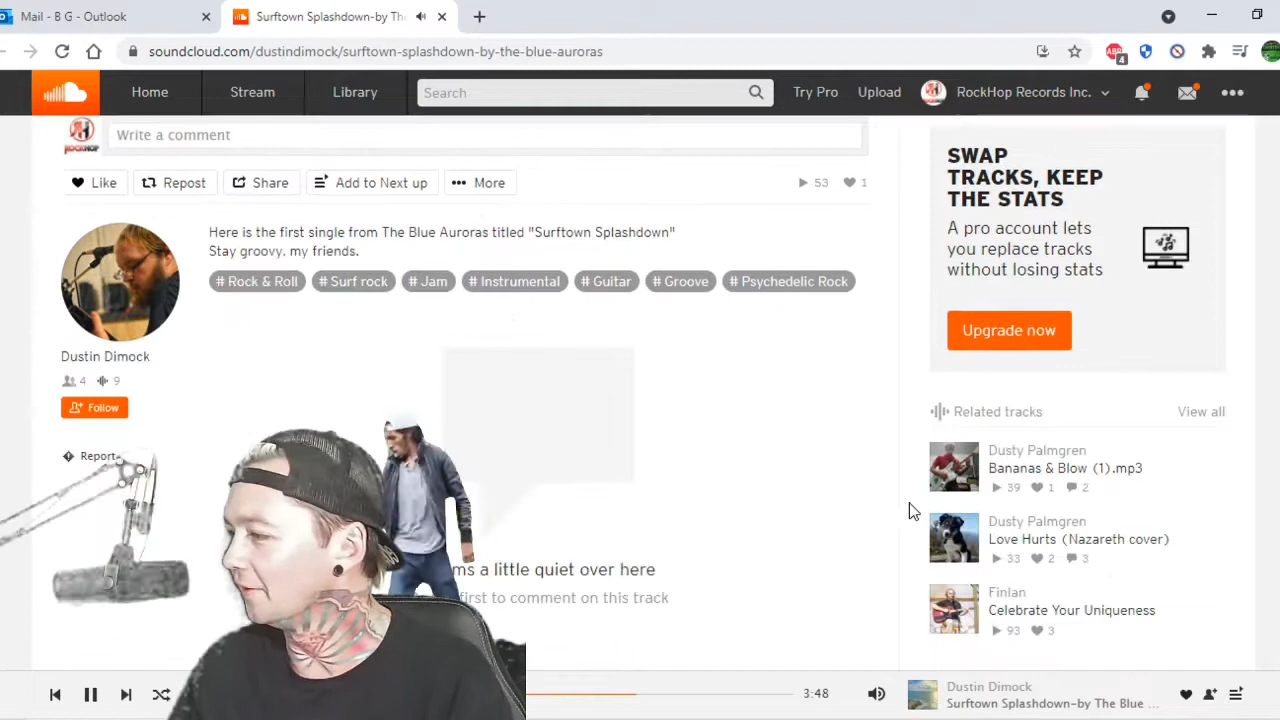 Mail - B G - Outlook
Surftown Splashdown-by The
soundcloud.com/dustindimock/surftown-splashdown-by-the-blue-auroras
ABP
4
Home
Stream
Library
Search
Try Pro
Upload
RockHop Records Inc.
ROCKHOP
Write a comment
Like
Repost
Share
Add to Next up
More
53
1
Here is the first single from The Blue Auroras titled "Surftown Splashdown"
Stay groovy, my friends.
# Rock & Roll
# Surf rock
# Jam
# Instrumental
# Guitar
# Groove
# Psychedelic Rock
Dustin Dimock
4
9
Follow
Report
ms a little quiet over here
first to comment on this track
SWAP
TRACKS, KEEP
THE STATS
A pro account lets
you replace tracks
without losing stats
Upgrade now
Related tracks
View all
Dusty Palmgren
Bananas & Blow (1).mp3
39
1
2
Dusty Palmgren
Love Hurts (Nazareth cover)
33
2
3
Finlan
Celebrate Your Uniqueness
93
3
3:48
Dustin Dimock
Surftown Splashdown-by The Blue ...